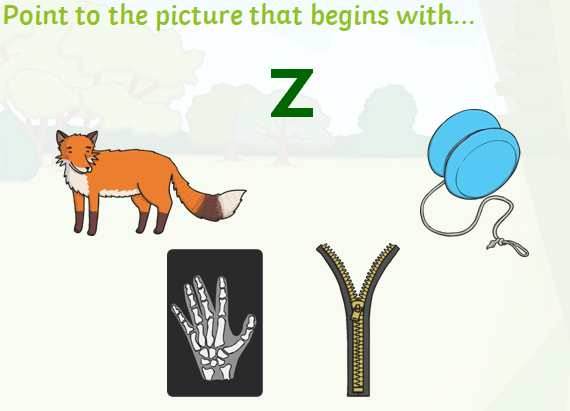 Point to the picture that begins with...
z